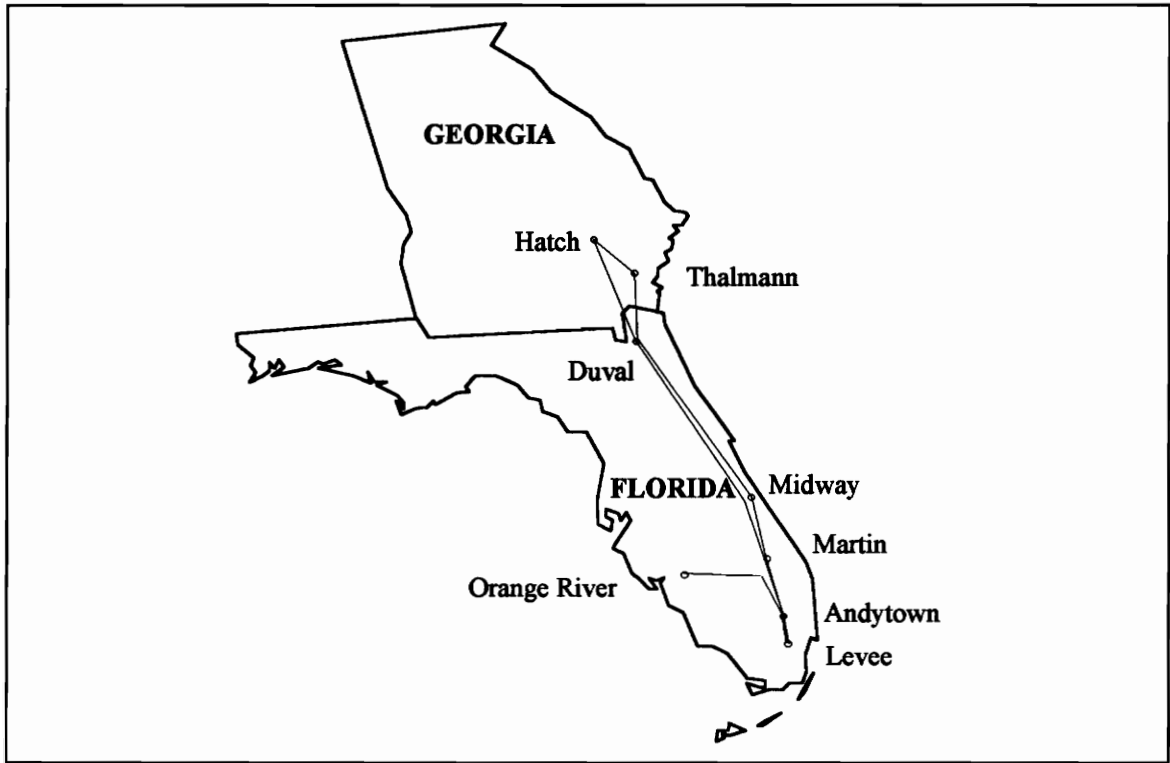 GEORGIA
Hatch
Thalmann
Duval
FLORIDA
Midway
Martin
Orange River
Andytown
Levee